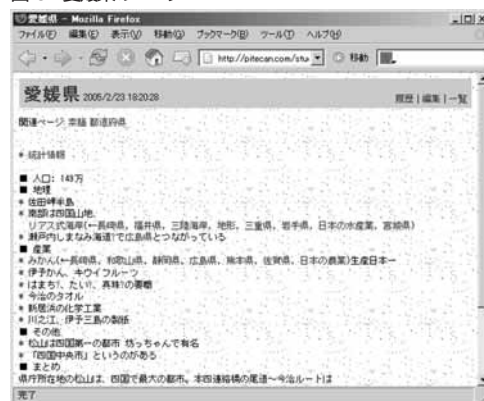 愛媛県 - Mozilla Firefox
ファイル(F) 編集(E) 表示(V) 移動(G) ブックマーク(B) ツール(T) ヘルプ(H)
http://pitecan.com/stu 移動
愛媛県 2005/2/23 18:20:28
履歴 | 編集 | 一覧
関連ページ 京銘 都道府県
* 統計情報
■ 人口: 148万
■ 地理
* 佐田岬半島
* 南部は四国山地.
リアス式海岸(←長崎県, 福井県, 三陸海岸, 地形, 三重県, 岩手県, 日本の水産業, 宮城県)
* 瀬戸内しまなみ海道?で広島県とつながっている
■ 産業
* みかん(←長崎県, 和歌山県, 静岡県, 広島県, 熊本県, 佐賀県, 日本の農業)生産日本一
* 伊予かん, キウイフルーツ
* はまち?, たい!, 真珠?の養殖
* 今治のタオル
* 新居浜の化学工業
* 川之江, 伊予三島の製紙
■ その他
* 松山は四国第一の都市 坊っちゃんで有名
* 「四国中央市」というのがある
■ まとめ
県庁所在地の松山は、四国で最大の都市。本四連絡橋の尾道〜今治ルートは
完了